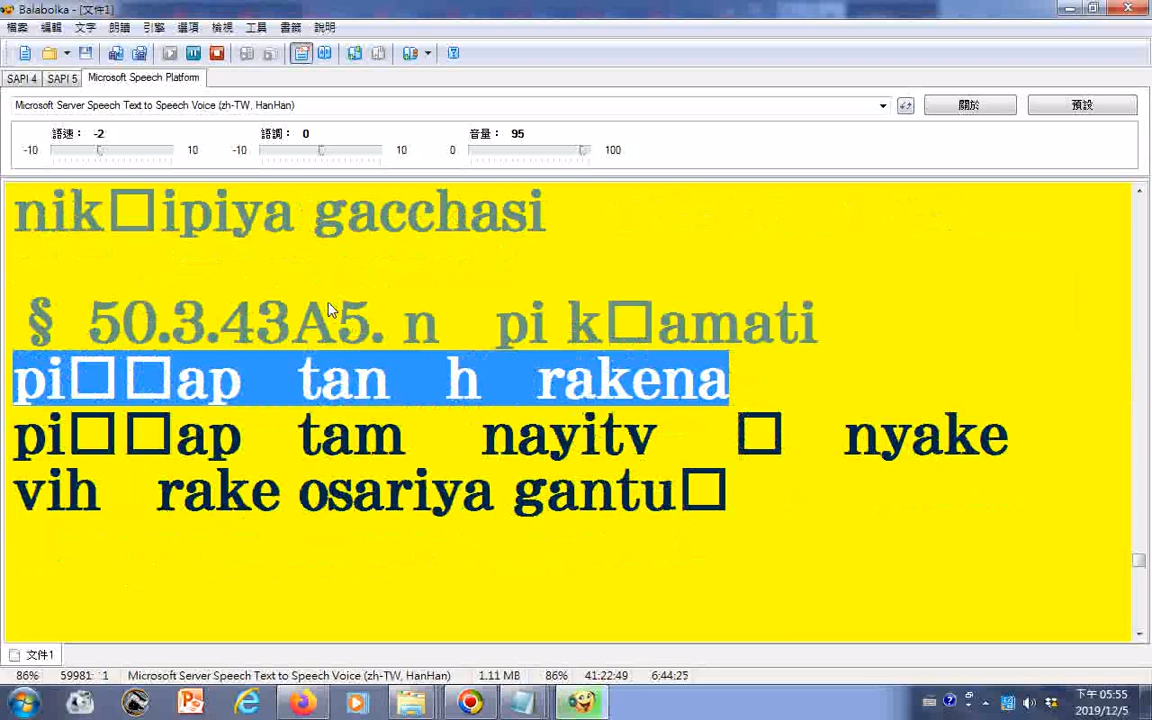 Balabolka - [文件1]
檔案 編輯 文字 朗讀 引擎 選項 檢視 工具 書籤 說明
SAPI 4 SAPI 5 Microsoft Speech Platform
Microsoft Server Speech Text to Speech Voice (zh-TW, HanHan) 關於 預設
語速： -2 語調： 0 音量： 95
-10 10 -10 10 0 100
nik□ipiya gacchasi
§ 50.3.43A5. n pi k□amati
pi□□ap tan h rakena
pi□□ap tam nayitv □ nyake
vih rake osariya gantu□
文件1
86% 59981: 1 Microsoft Server Speech Text to Speech Voice (zh-TW, HanHan) 1.11 MB 86% 41:22:49 6:44:25
下午 05:55
2019/12/5